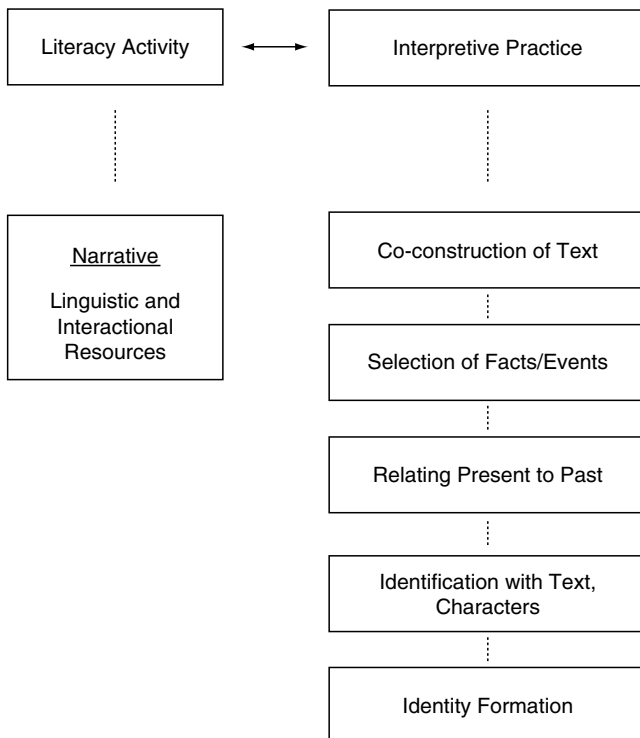 Literacy Activity
Interpretive Practice
Narrative
Linguistic and
Interactional
Resources
Co-construction of Text
Selection of Facts/Events
Relating Present to Past
Identification with Text,
Characters
Identity Formation